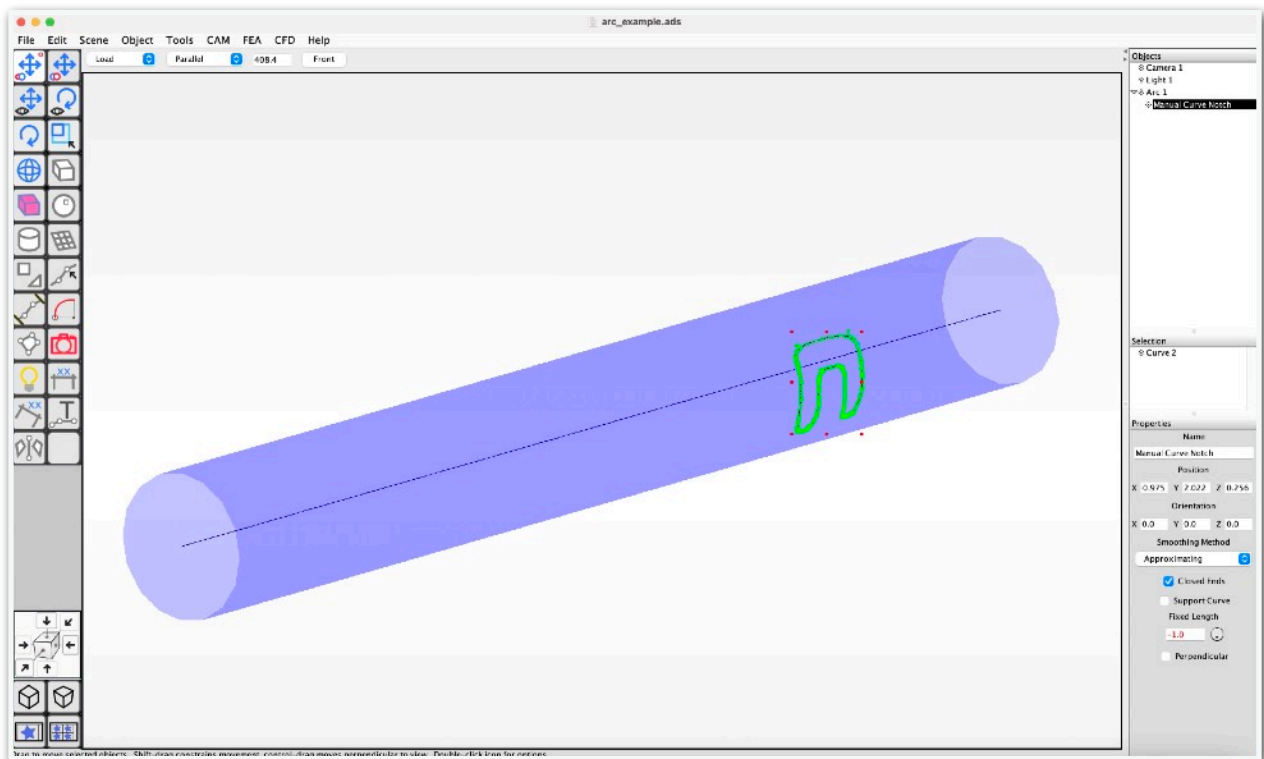 arc_example.ads
File Edit Scene Object Tools CAM FEA CFD Help
Load Parallel 408.4 Front
Objects
Camera 1
Light 1
Arc 1
Manual Curve Notch
Selection
Curve 2
Properties
Name
Manual Curve Notch
Position
X 0.975 Y 2.022 Z 0.256
Orientation
X 0.0 Y 0.0 Z 0.0
Smoothing Method
Approximating
Closed Ends
Support Curve
Fixed Length
-1.0
Perpendicular
XX
XX T
Drag to move selected objects. Shift-drag constrains movement, control-drag moves perpendicular to view. Double-click icon for options.